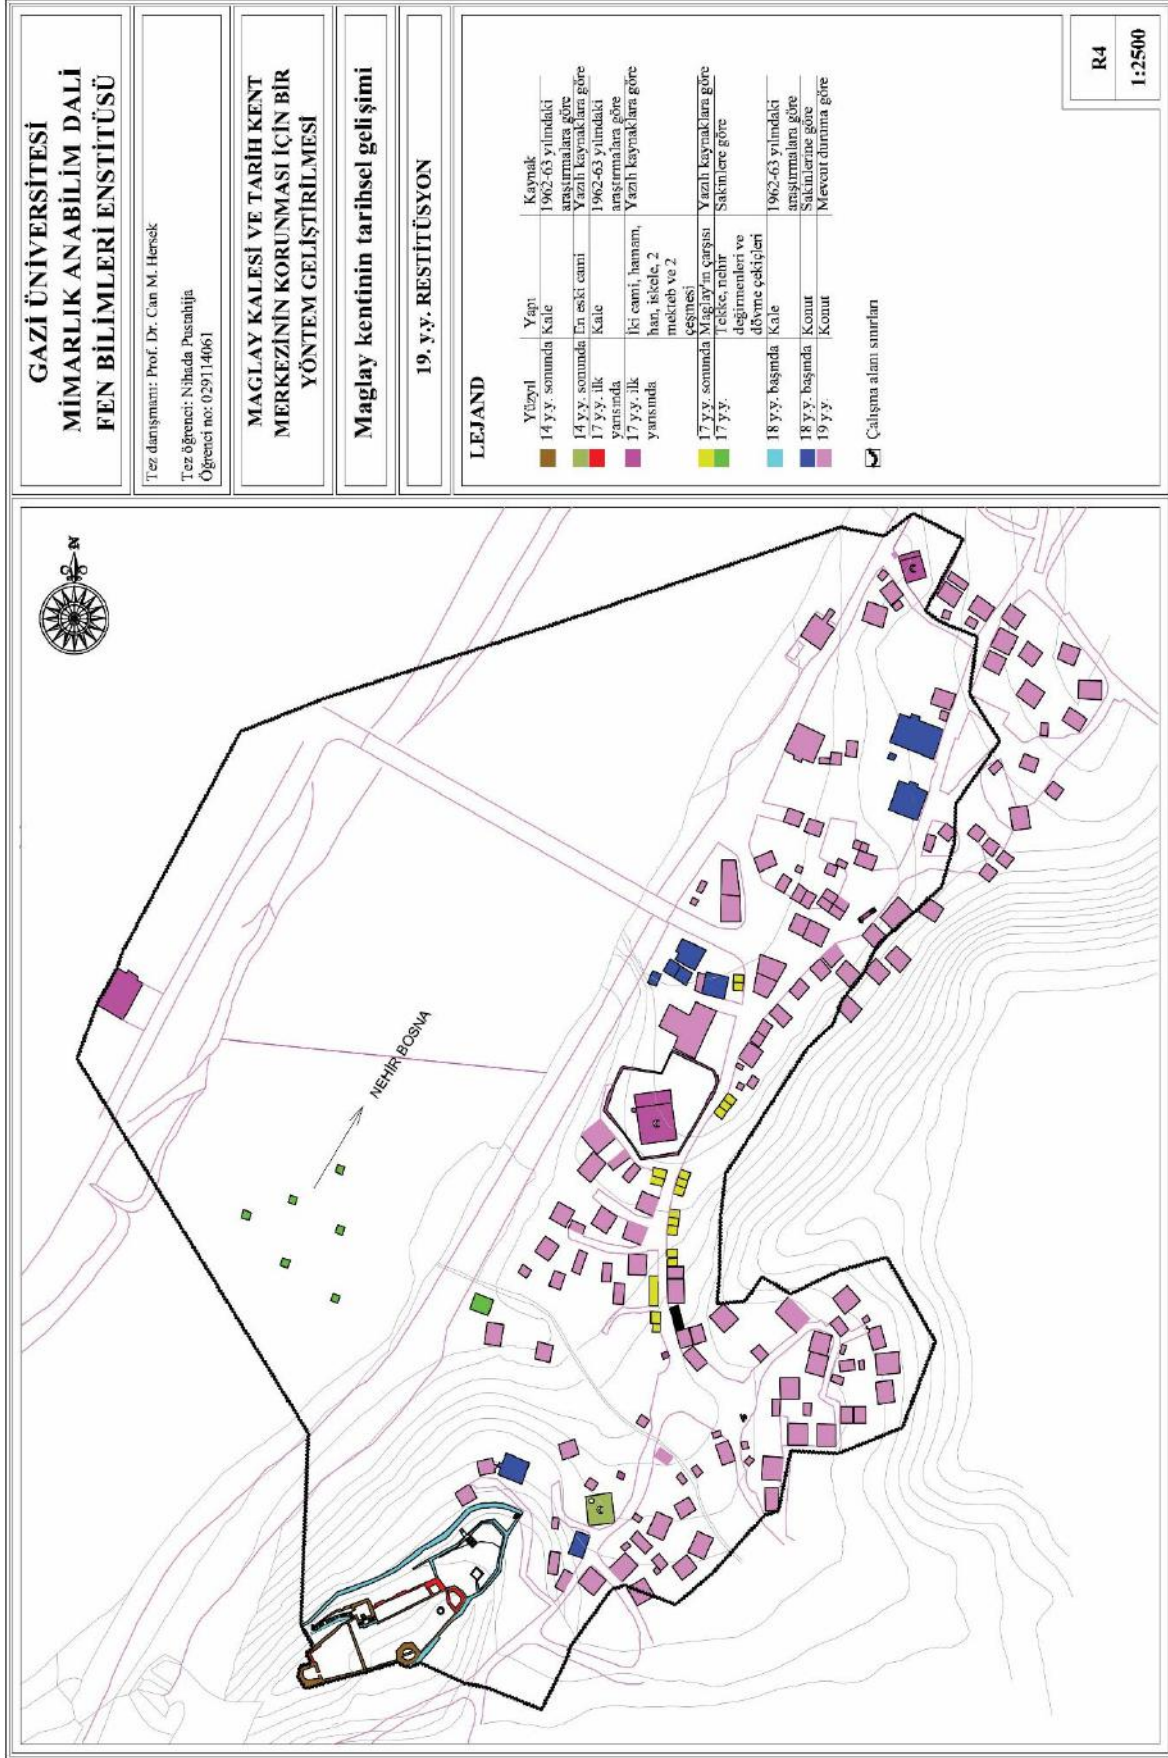 GAZİ ÜNİVERSİTESİ
MİMARLIK ANABİLİM DALİ
FEN BİLİMLERİ ENSTİTÜSÜ
Tez danışmanı: Prof. Dr. Can M. Hersek
Tez öğrenci: Nihada Pustahija
Öğrenci no: 029114061
MAGLAY KALESİ VE TARİH KENT
MERKEZİNİN KORUNMASI İÇİN BİR
YÖNTEM GELİŞTİRİLMESİ
Maglay kentinin tarihsel gelişimi
19. y.y. RESTİTÜSYON
LEJAND
Yüzyıl Yapı Kaynak
14 y.y. sonunda Kale 1962-63 yılındaki
araştırmalara göre
14 y.y. sonunda En eski cami Yazılı kaynaklara göre
17 y.y. ilk Kale 1962-63 yılındaki
yarısında araştırmalara göre
17 y.y. ilk İki cami, hamam, Yazılı kaynaklara göre
yarısında han, iskele, 2
mekteb ve 2
çeşmesi
17 y.y. sonunda Maglay'ın çarşısı Yazılı kaynaklara göre
17 y.y. Tekke, nehir Sakinlere göre
değirmenleri ve
dövme çekiçleri
18 y.y. başında Kale 1962-63 yılındaki
araştırmalara göre
18 y.y. başında Konut Sakinlerine göre
19 y.y. Konut Mevcut duruma göre
Çalışma alanı sınırları
R4
1:2500
N
NEHİR BOSNA